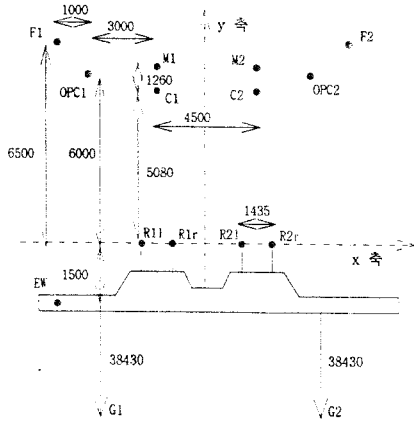 1000
F1
3000
y 축
F2
M1
M2
OPC1
1260
C1
C2
OPC2
4500
6500
6000
5080
1435
R1l
R1r
R2l
R2r
x 축
1500
EW
38430
38430
G1
G2